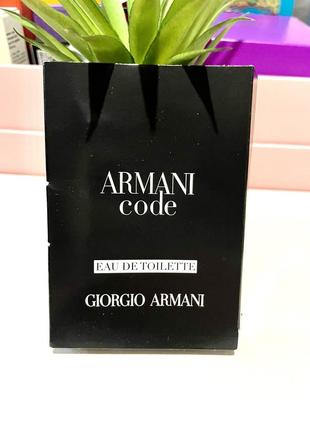 ARMANI
code
EAU DE TOILETTE
GIORGIO ARMANI